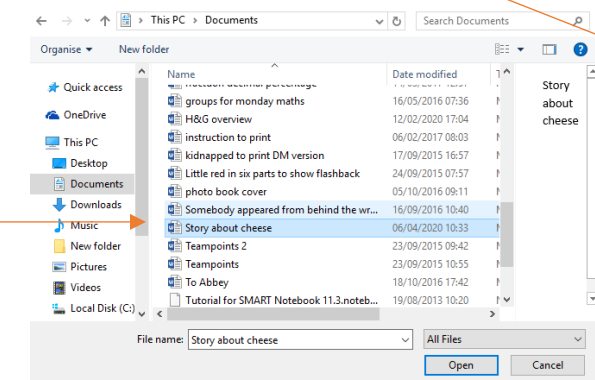 This PC > Documents
Search Documents
Organise
New folder
Name
Date modified
Quick access
OneDrive
This PC
Desktop
Documents
Downloads
Music
New folder
Pictures
Videos
Local Disk (C:)
groups for monday maths 16/05/2016 07:36
H&G overview 12/02/2020 17:04
instruction to print 06/02/2017 08:03
kidnapped to print DM version 17/09/2015 16:57
Little red in six parts to show flashback 24/09/2015 07:57
photo book cover 05/10/2016 09:11
Somebody appeared from behind the wr... 16/09/2016 10:40
Story about cheese 06/04/2020 10:33
Teampoints 2 23/09/2015 09:42
Teampoints 23/09/2015 10:55
To Abbey 18/10/2016 17:42
Tutorial for SMART Notebook 11.3.noteb... 19/08/2013 10:20
Story
about
cheese
File name: Story about cheese
All Files
Open
Cancel